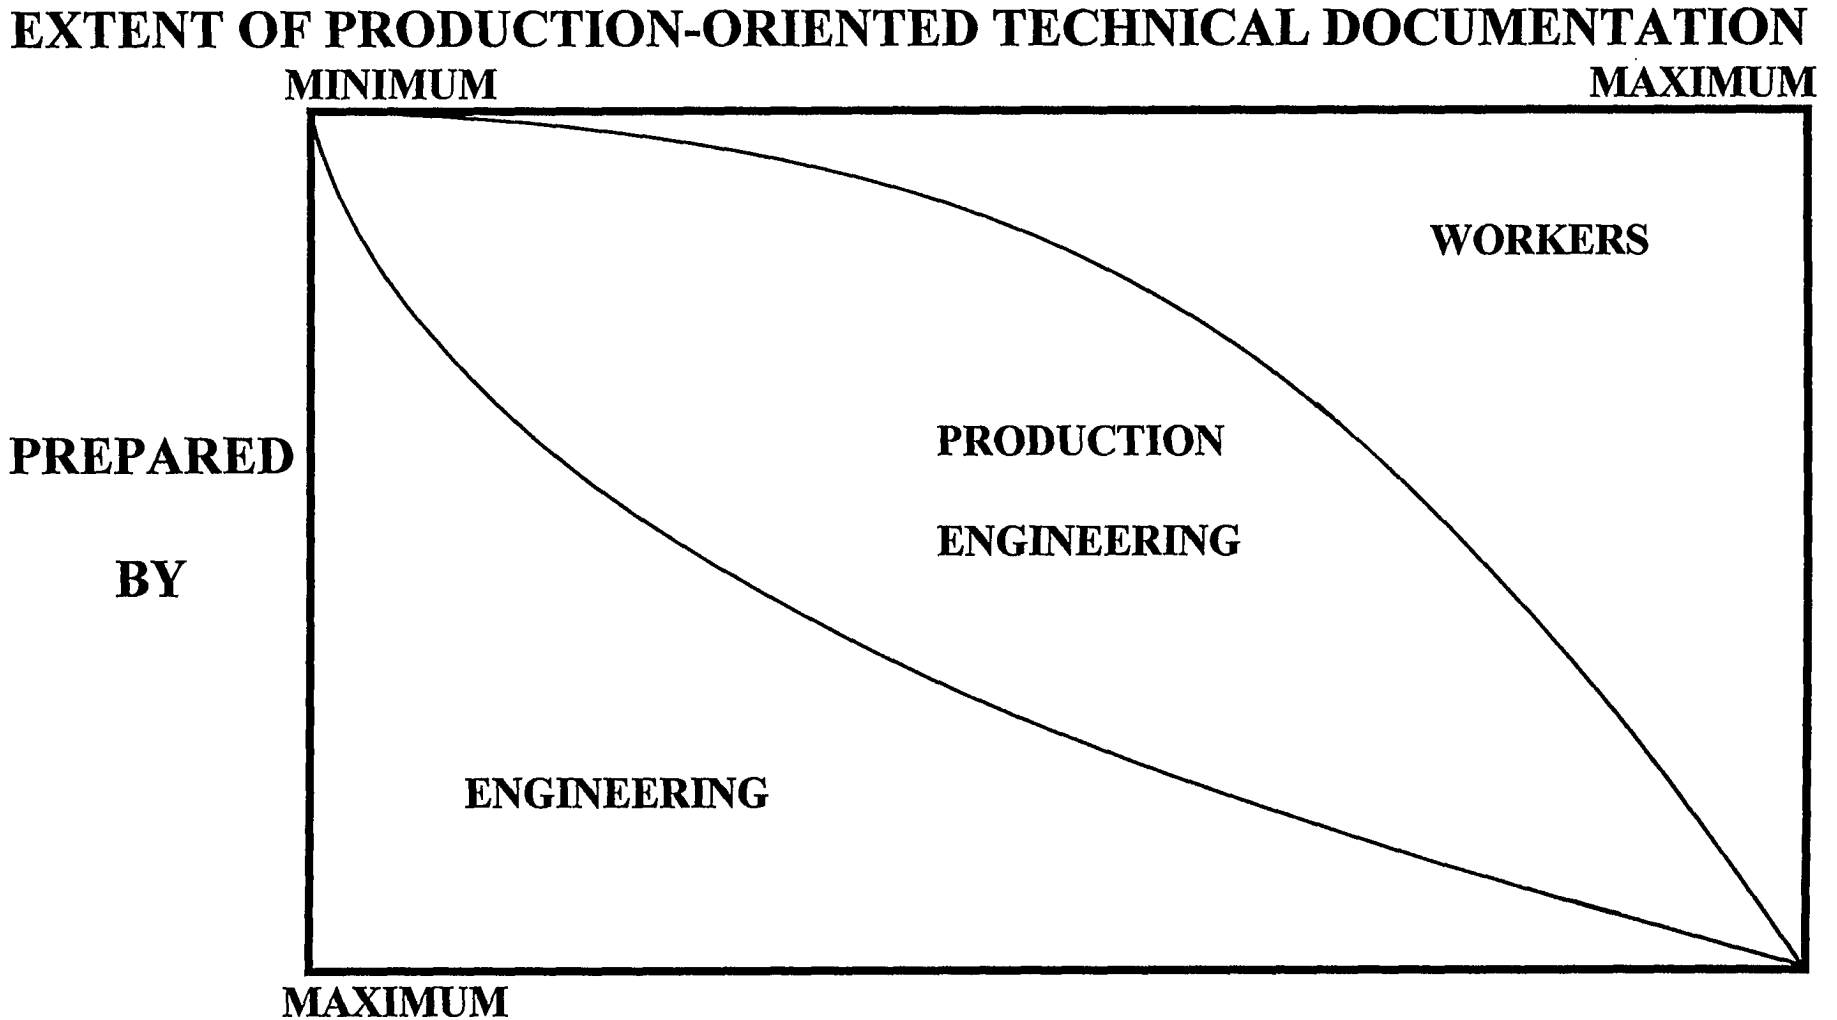 EXTENT OF PRODUCTION-ORIENTED TECHNICAL DOCUMENTATION
MINIMUM
MAXIMUM
WORKERS
PRODUCTION
ENGINEERING
PREPARED
BY
ENGINEERING
MAXIMUM